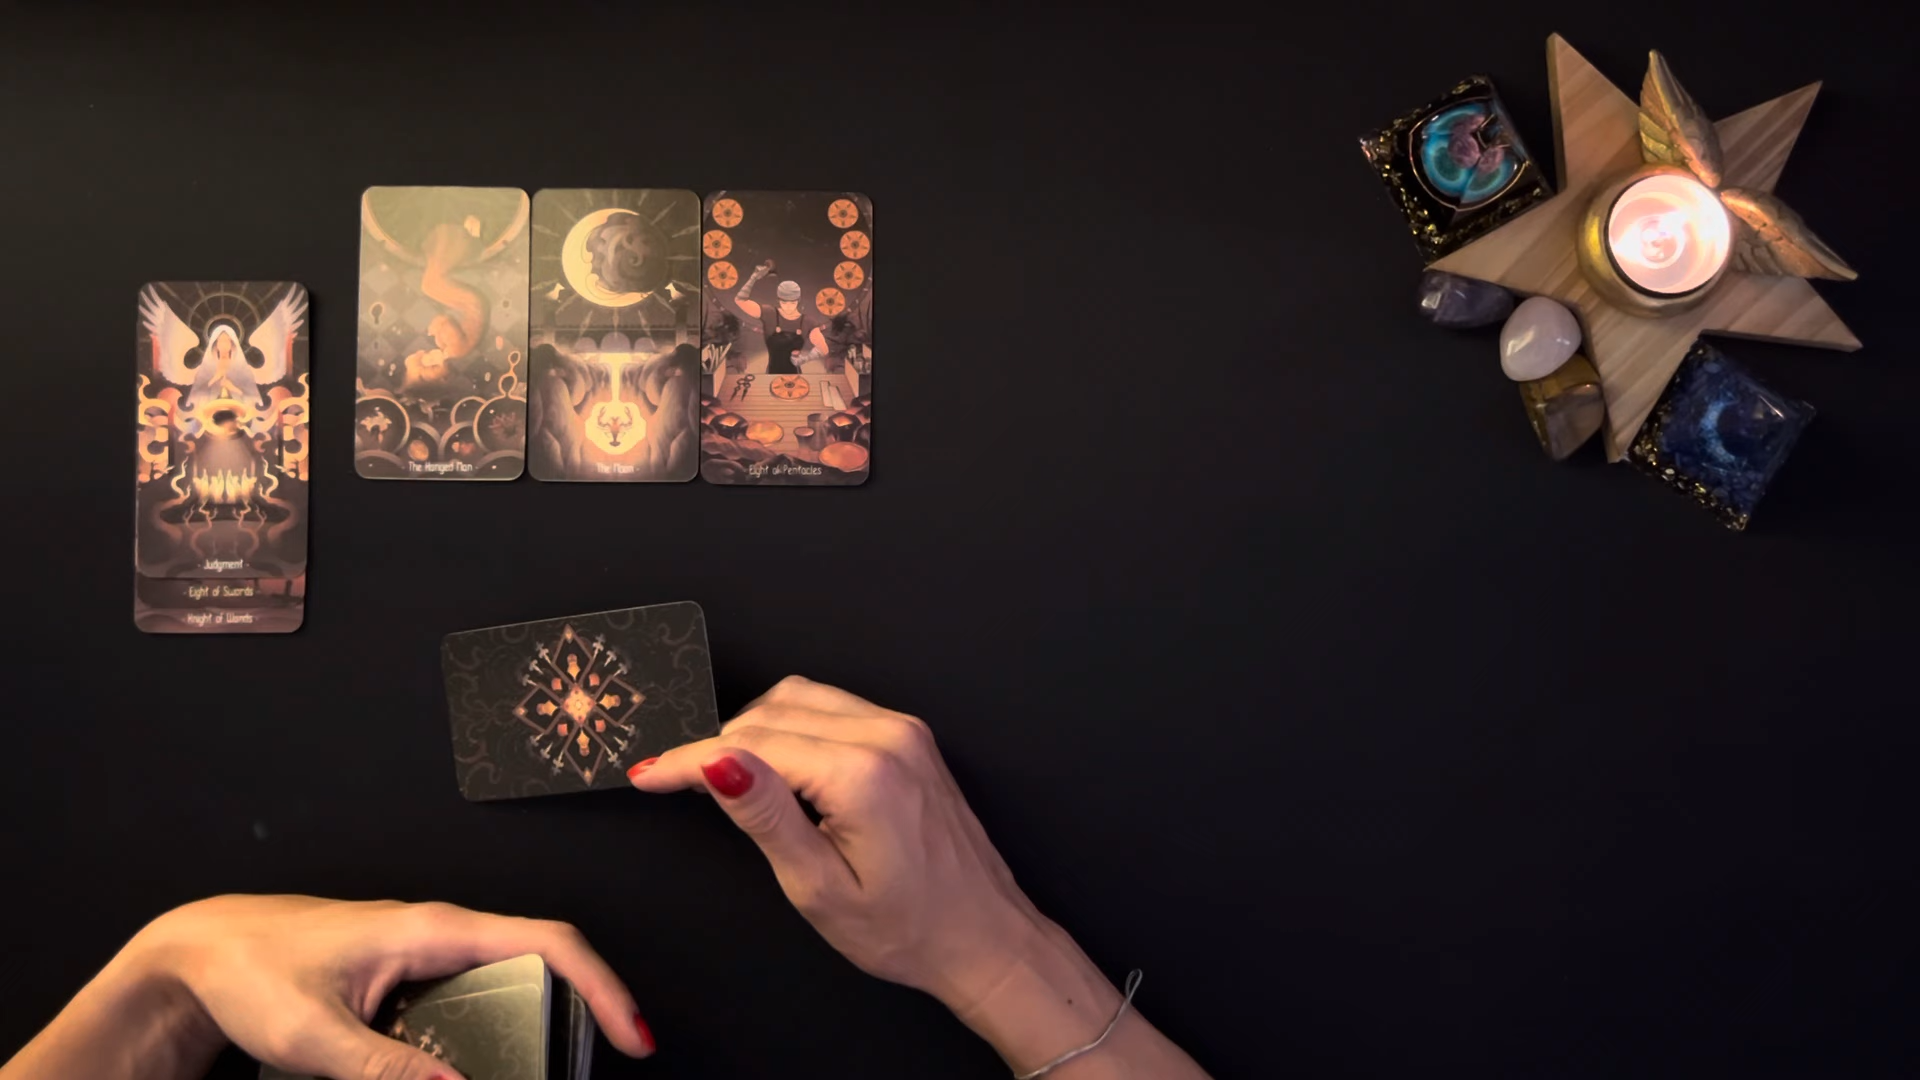 - The Hanged Man -
- The Moon -
Eight of Pentacles
- Judgment -
- Eight of Swords -
- Knight of Wands -